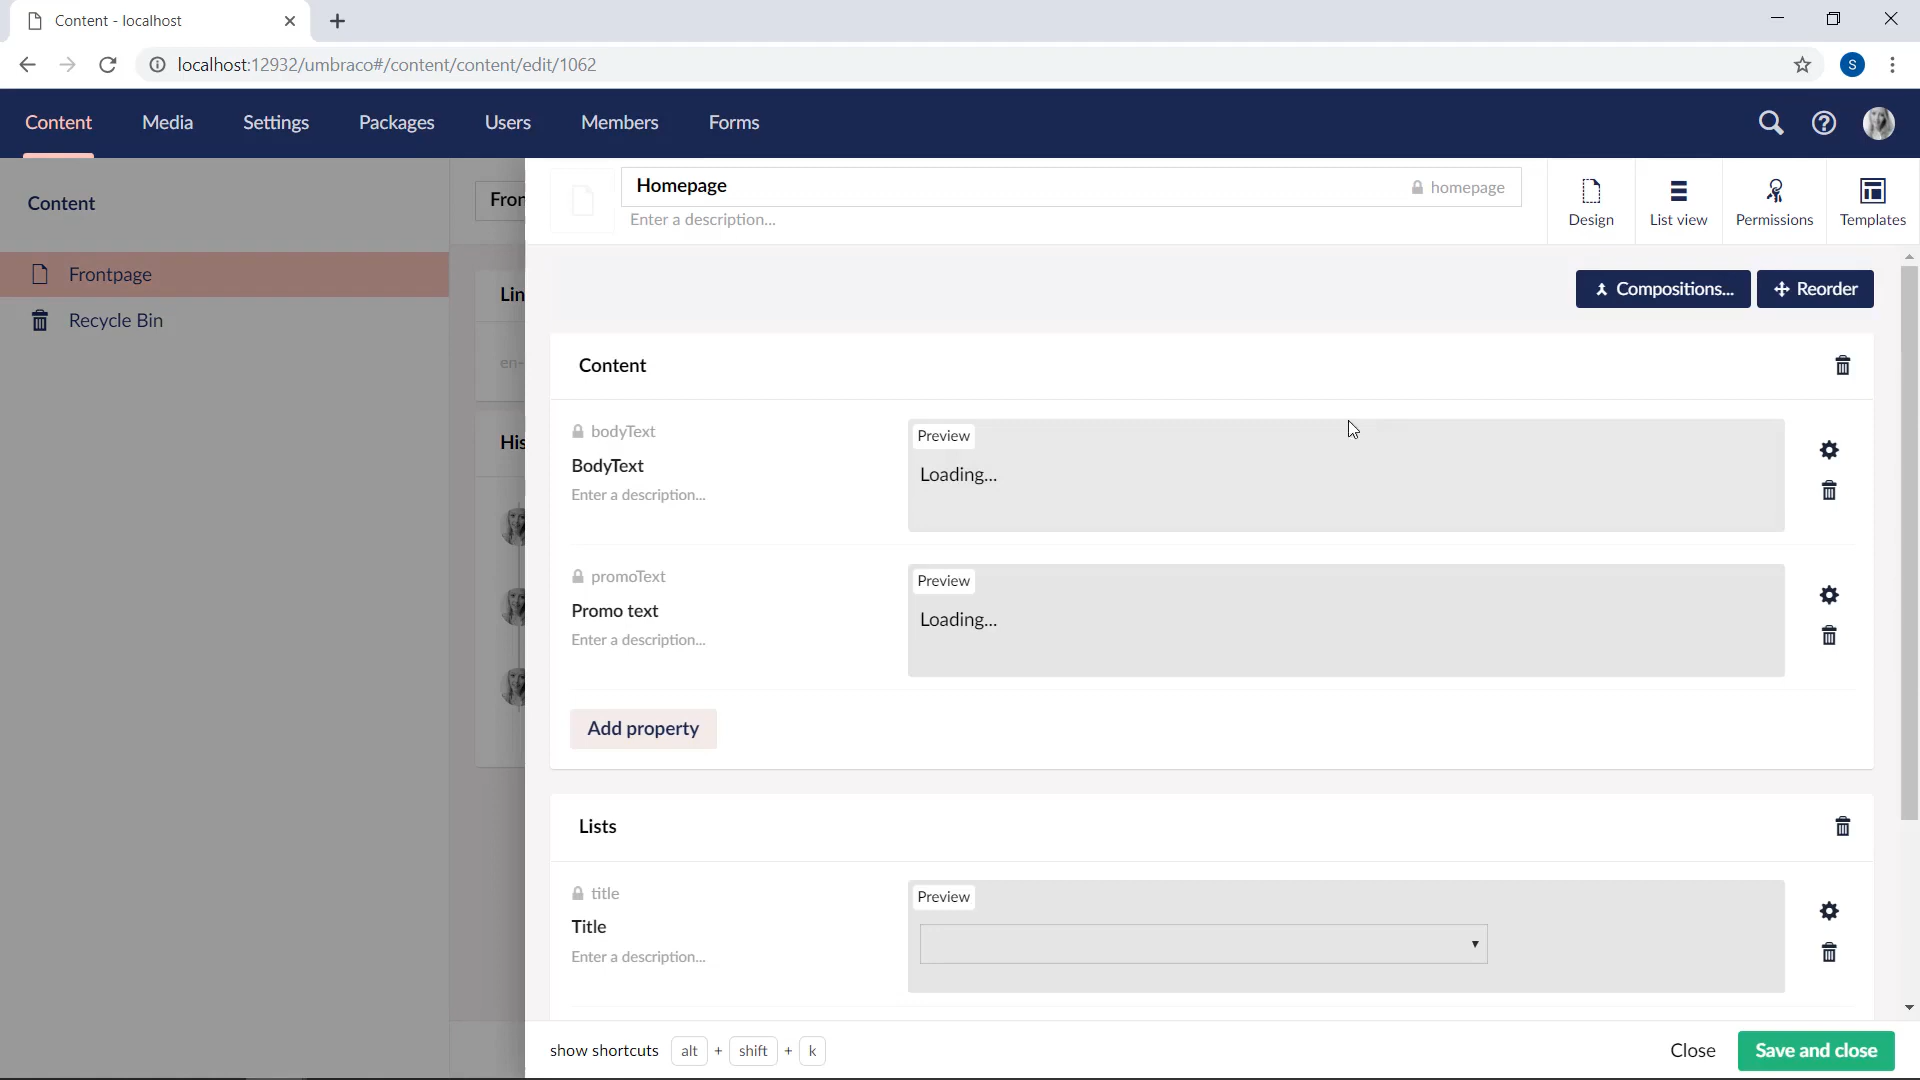 Content - localhost
localhost:12932/umbraco#/content/content/edit/1062
S
Content Media Settings Packages Users Members Forms
Content
Frontpage
Recycle Bin
Fron
Lin
en-
His
Homepage
homepage
Enter a description...
Design
List view
Permissions
Templates
Compositions...
Reorder
Content
bodyText
BodyText
Enter a description...
Preview
Loading...
promoText
Promo text
Enter a description...
Preview
Loading...
Add property
Lists
title
Title
Enter a description...
Preview
show shortcuts alt + shift + k
Close
Save and close